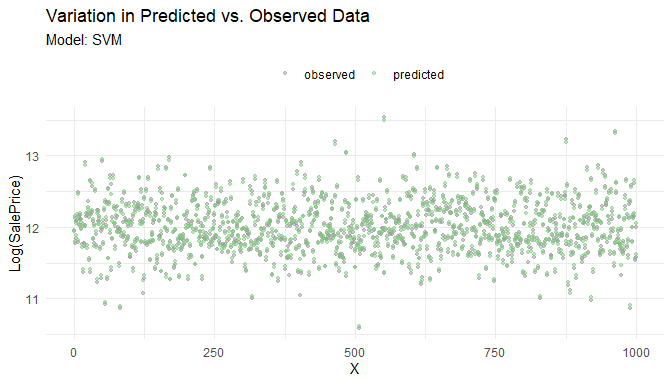 Variation in Predicted vs. Observed Data
Model: SVM
observed predicted
Log(SalePrice)
13
12
11
0 250 500 750 1000
X